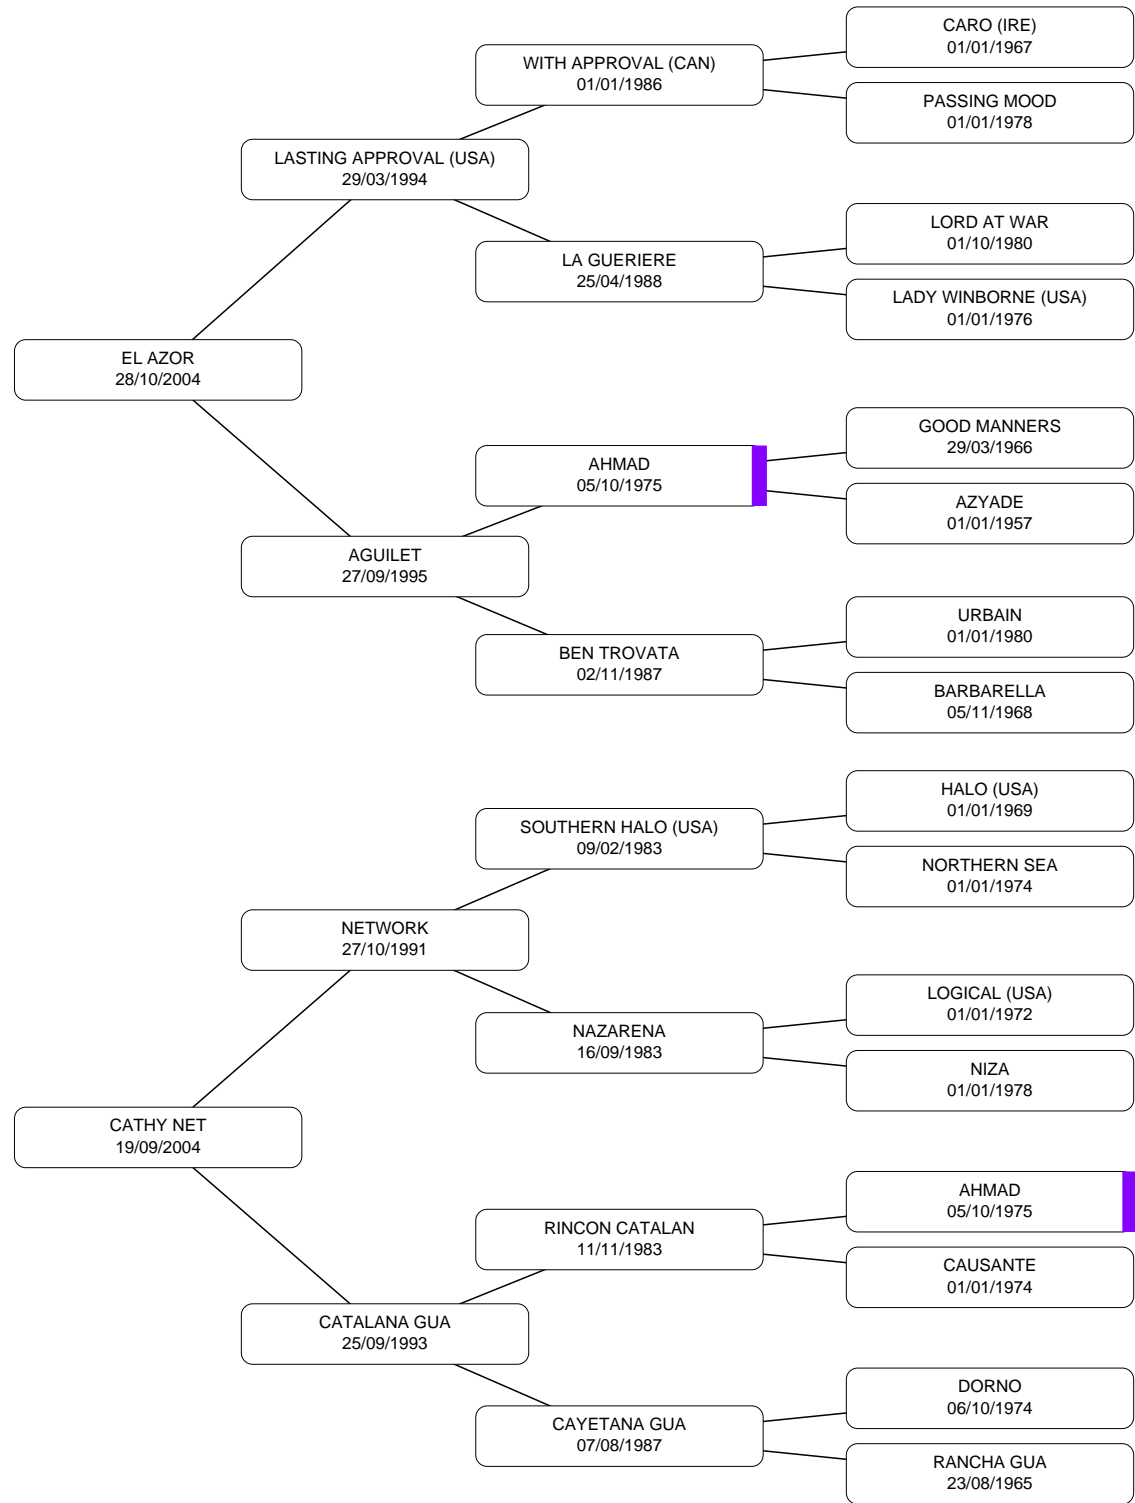 CARO (IRE)
01/01/1967
WITH APPROVAL (CAN)
01/01/1986
PASSING MOOD
01/01/1978
LASTING APPROVAL (USA)
29/03/1994
LORD AT WAR
01/10/1980
LA GUERIERE
25/04/1988
LADY WINBORNE (USA)
01/01/1976
EL AZOR
28/10/2004
GOOD MANNERS
29/03/1966
AHMAD
05/10/1975
AZYADE
01/01/1957
AGUILET
27/09/1995
URBAIN
01/01/1980
BEN TROVATA
02/11/1987
BARBARELLA
05/11/1968
HALO (USA)
01/01/1969
SOUTHERN HALO (USA)
09/02/1983
NORTHERN SEA
01/01/1974
NETWORK
27/10/1991
LOGICAL (USA)
01/01/1972
NAZARENA
16/09/1983
NIZA
01/01/1978
CATHY NET
19/09/2004
AHMAD
05/10/1975
RINCON CATALAN
11/11/1983
CAUSANTE
01/01/1974
CATALANA GUA
25/09/1993
DORNO
06/10/1974
CAYETANA GUA
07/08/1987
RANCHA GUA
23/08/1965